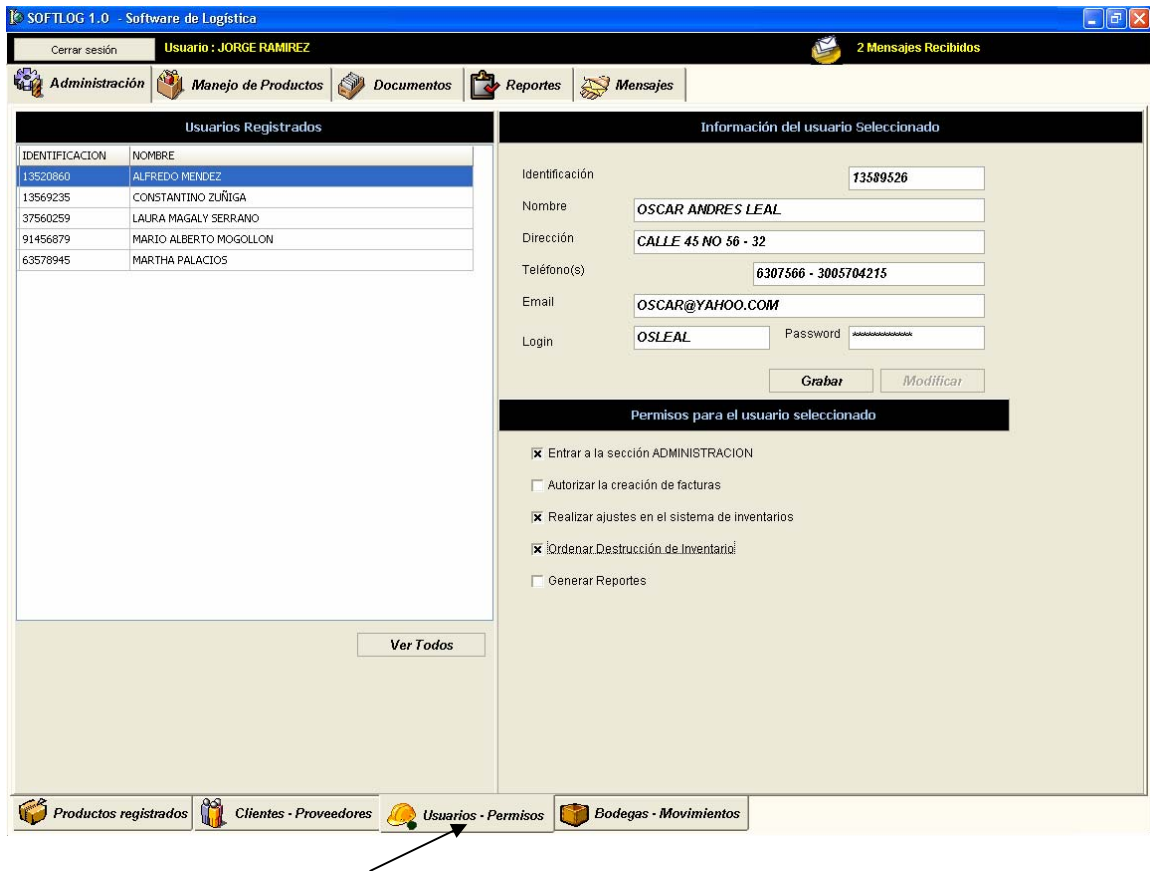 SOFTLOG 1.0 - Software de Logística
Cerrar sesión
Usuario : JORGE RAMIREZ
2 Mensajes Recibidos
Administración
Manejo de Productos
Documentos
Reportes
Mensajes
Usuarios Registrados
IDENTIFICACION NOMBRE
13520860 ALFREDO MENDEZ
13569235 CONSTANTINO ZUÑIGA
37560259 LAURA MAGALY SERRANO
91456879 MARIO ALBERTO MOGOLLON
63578945 MARTHA PALACIOS
Ver Todos
Información del usuario Seleccionado
Identificación 13589526
Nombre OSCAR ANDRES LEAL
Dirección CALLE 45 NO 56 - 32
Teléfono(s) 6307566 - 3005704215
Email OSCAR@YAHOO.COM
Login OSLEAL Password ************
Grabar Modificar
Permisos para el usuario seleccionado
Entrar a la sección ADMINISTRACION
Autorizar la creación de facturas
Realizar ajustes en el sistema de inventarios
Ordenar Destrucción de Inventario
Generar Reportes
Productos registrados
Clientes - Proveedores
Usuarios - Permisos
Bodegas - Movimientos